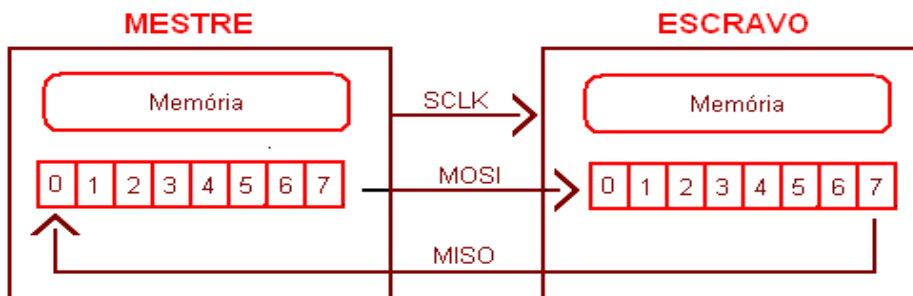 MESTRE ESCRAVO
Memória SCLK Memória
0 1 2 3 4 5 6 7 MOSI 0 1 2 3 4 5 6 7
MISO